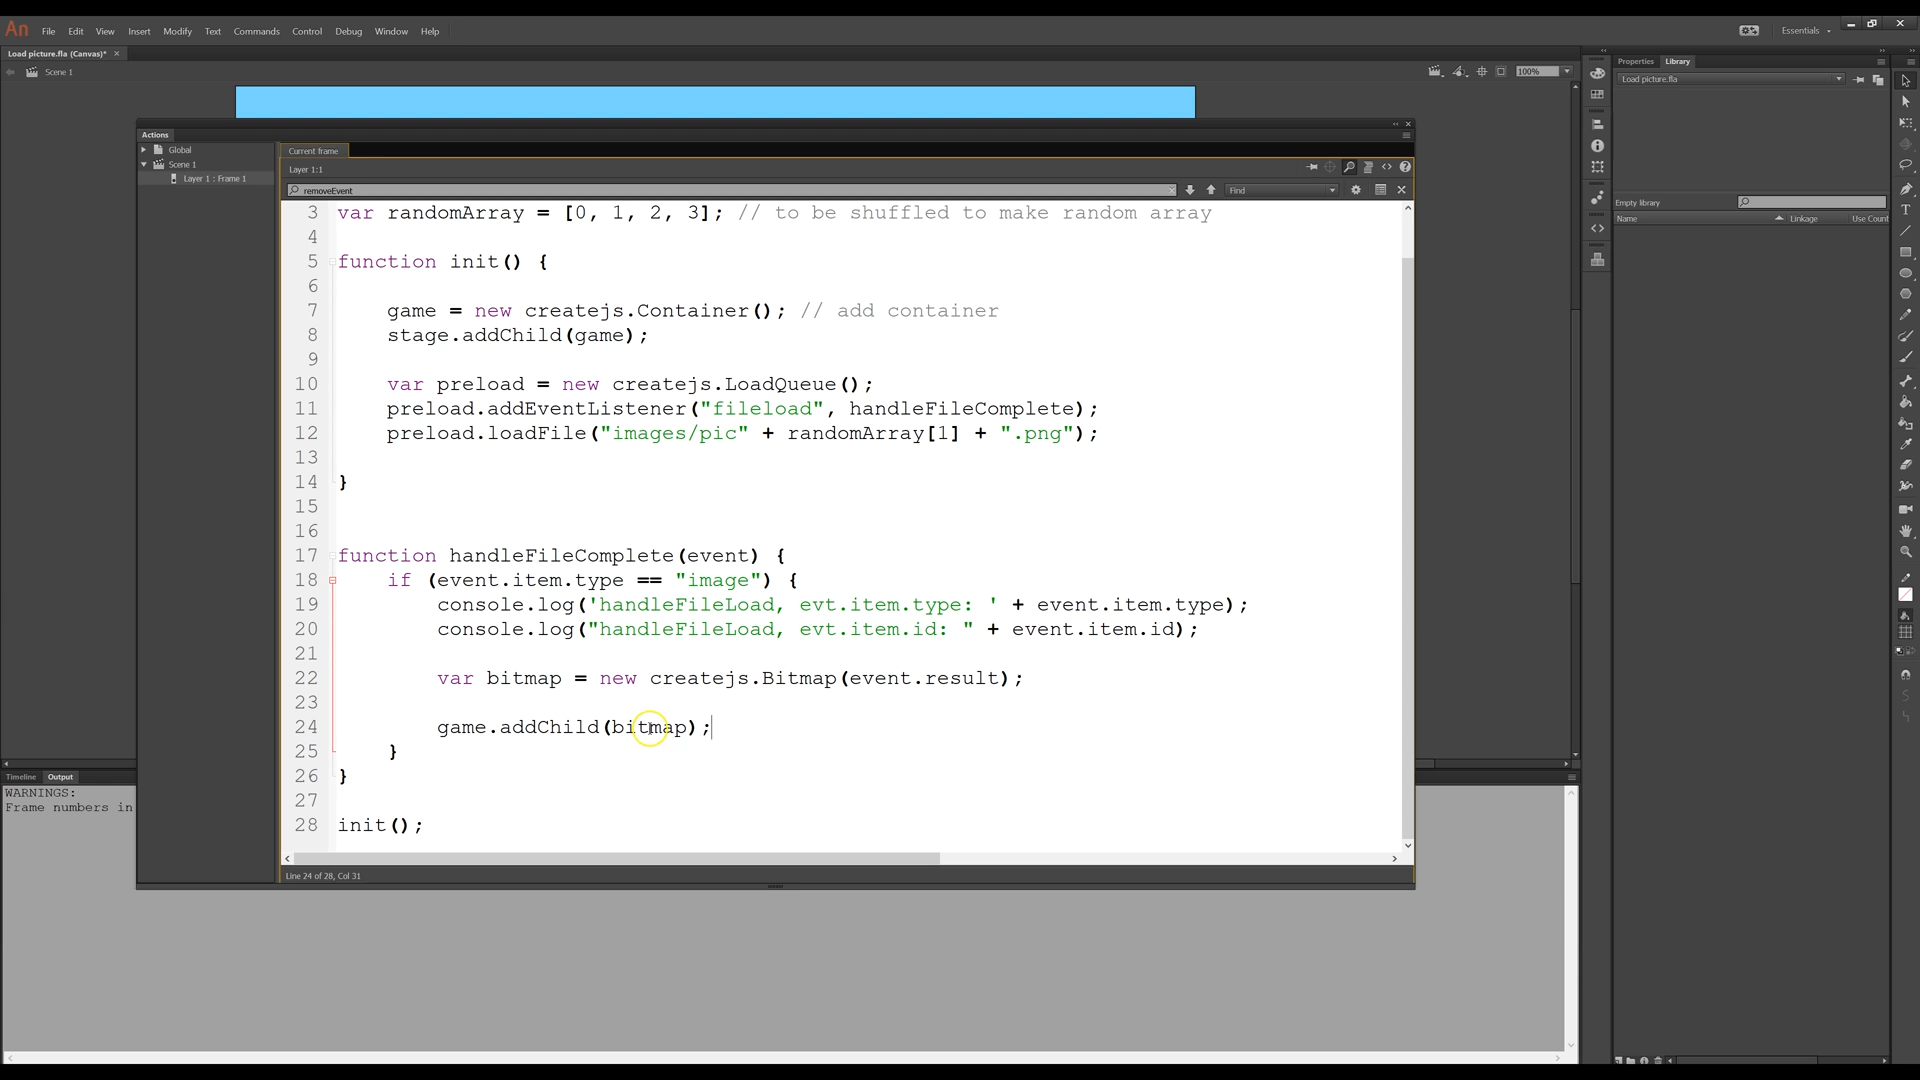 An File Edit View Insert Modify Text Commands Control Debug Window Help Essentials
Load picture.fla (Canvas)* ×
Scene 1 100%
Properties Library
Load picture.fla
Empty library
Name Linkage Use Count
Actions
Global
Scene 1
Layer 1 : Frame 1
Current frame
Layer 1:1
removeEvent Find
3 var randomArray = [0, 1, 2, 3]; // to be shuffled to make random array
4
5 function init() {
6
7 game = new createjs.Container(); // add container
8 stage.addChild(game);
9
10 var preload = new createjs.LoadQueue();
11 preload.addEventListener("fileload", handleFileComplete);
12 preload.loadFile("images/pic" + randomArray[1] + ".png");
13
14 }
15
16
17 function handleFileComplete(event) {
18 if (event.item.type == "image") {
19 console.log('handleFileLoad, evt.item.type: ' + event.item.type);
20 console.log("handleFileLoad, evt.item.id: " + event.item.id);
21
22 var bitmap = new createjs.Bitmap(event.result);
23
24 game.addChild(bitmap);
25 }
26 }
27
28 init();
Line 24 of 28, Col 31
Timeline Output
WARNINGS:
Frame numbers in